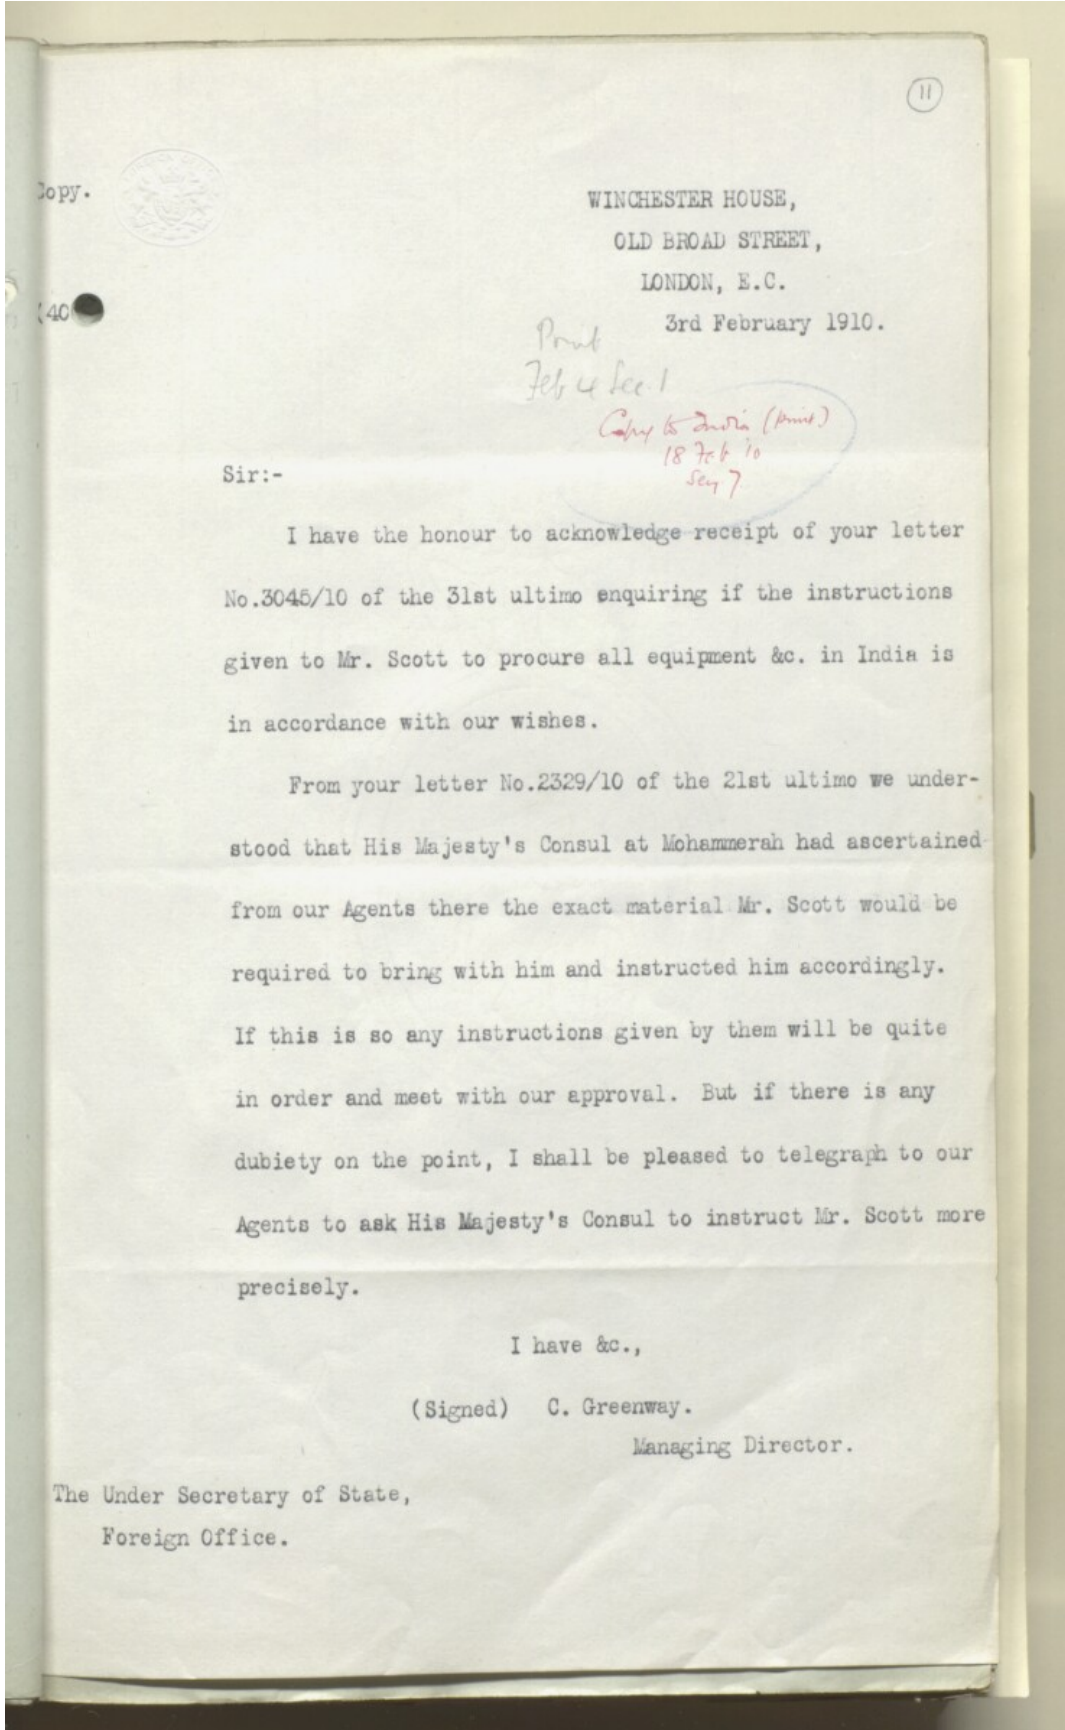 11
Copy.
WINCHESTER HOUSE,
OLD BROAD STREET,
LONDON, E.C.
(40
3rd February 1910.
Print
Feb 4 Sec. 1
Copy to India (print)
18 Feb '10
Sir:-
I have the honour to acknowledge receipt of your letter
No.3045/10 of the 31st ultimo enquiring if the instructions
given to Mr. Scott to procure all equipment &c. in India is
in accordance with our wishes.
From your letter No.2329/10 of the 21st ultimo we under-
stood that His Majesty's Consul at Mohammerah had ascertained
from our Agents there the exact material Mr. Scott would be
required to bring with him and instructed him accordingly.
If this is so any instructions given by them will be quite
in order and meet with our approval. But if there is any
dubiety on the point, I shall be pleased to telegraph to our
Agents to ask His Majesty's Consul to instruct Mr. Scott more
precisely.
I have &c.,
(Signed) C. Greenway.
Managing Director.
The Under Secretary of State,
Foreign Office.